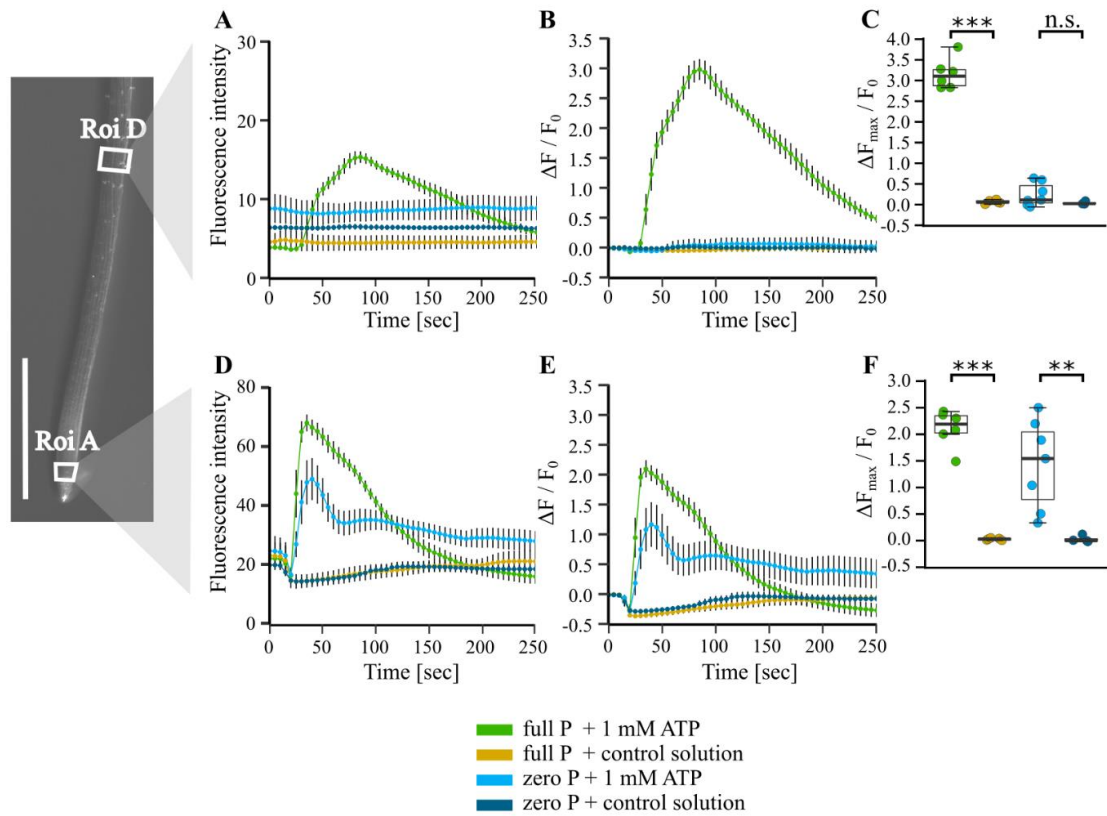 Roi D
Roi A
A
Fluorescence intensity
30
20
10
0
0 50 100 150 200 250
Time [sec]
B
ΔF / F₀
3.5
3.0
2.5
2.0
1.5
1.0
0.5
0.0
-0.5
0 50 100 150 200 250
Time [sec]
C
*** n.s.
ΔFmax / F₀
4.0
3.5
3.0
2.5
2.0
1.5
1.0
0.5
0.0
-0.5
D
Fluorescence intensity
80
60
40
20
0
0 50 100 150 200 250
Time [sec]
E
ΔF / F₀
3.5
3.0
2.5
2.0
1.5
1.0
0.5
0.0
-0.5
0 50 100 150 200 250
Time [sec]
F
*** **
ΔFmax / F₀
3.0
2.5
2.0
1.5
1.0
0.5
0.0
-0.5
full P + 1 mM ATP
full P + control solution
zero P + 1 mM ATP
zero P + control solution